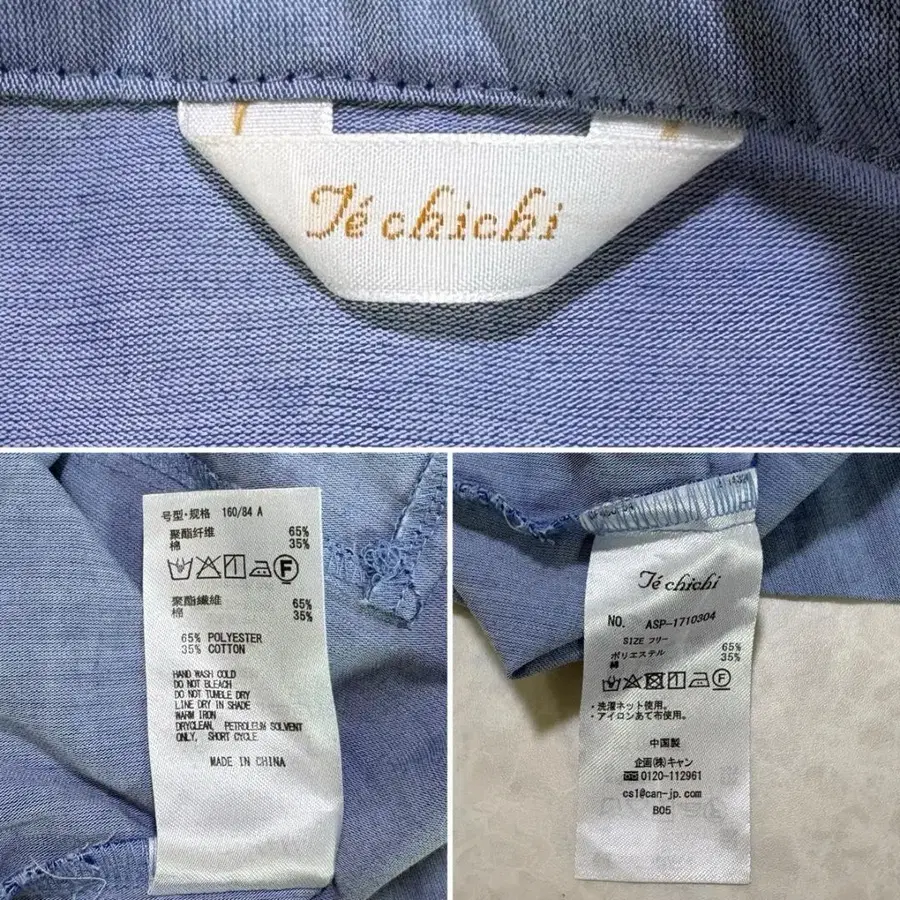 Té chichi
号型・规格 160/84 A
聚酯纤维 65%
棉 35%
F
聚酯纖維 65%
棉 35%
65% POLYESTER
35% COTTON
HAND WASH COLD
DO NOT BLEACH
DO NOT TUMBLE DRY
LINE DRY IN SHADE
WARM IRON
DRYCLEAN, PETROLEUM SOLVENT
ONLY, SHORT CYCLE
MADE IN CHINA
Té chichi
NO. ASP-1710304
SIZE フリー
ポリエステル 65%
綿 35%
F
・洗濯ネット使用。
・アイロンあて布使用。
中国製
企画(株)キャン
0120-112961
cs1@can-jp.com
B05